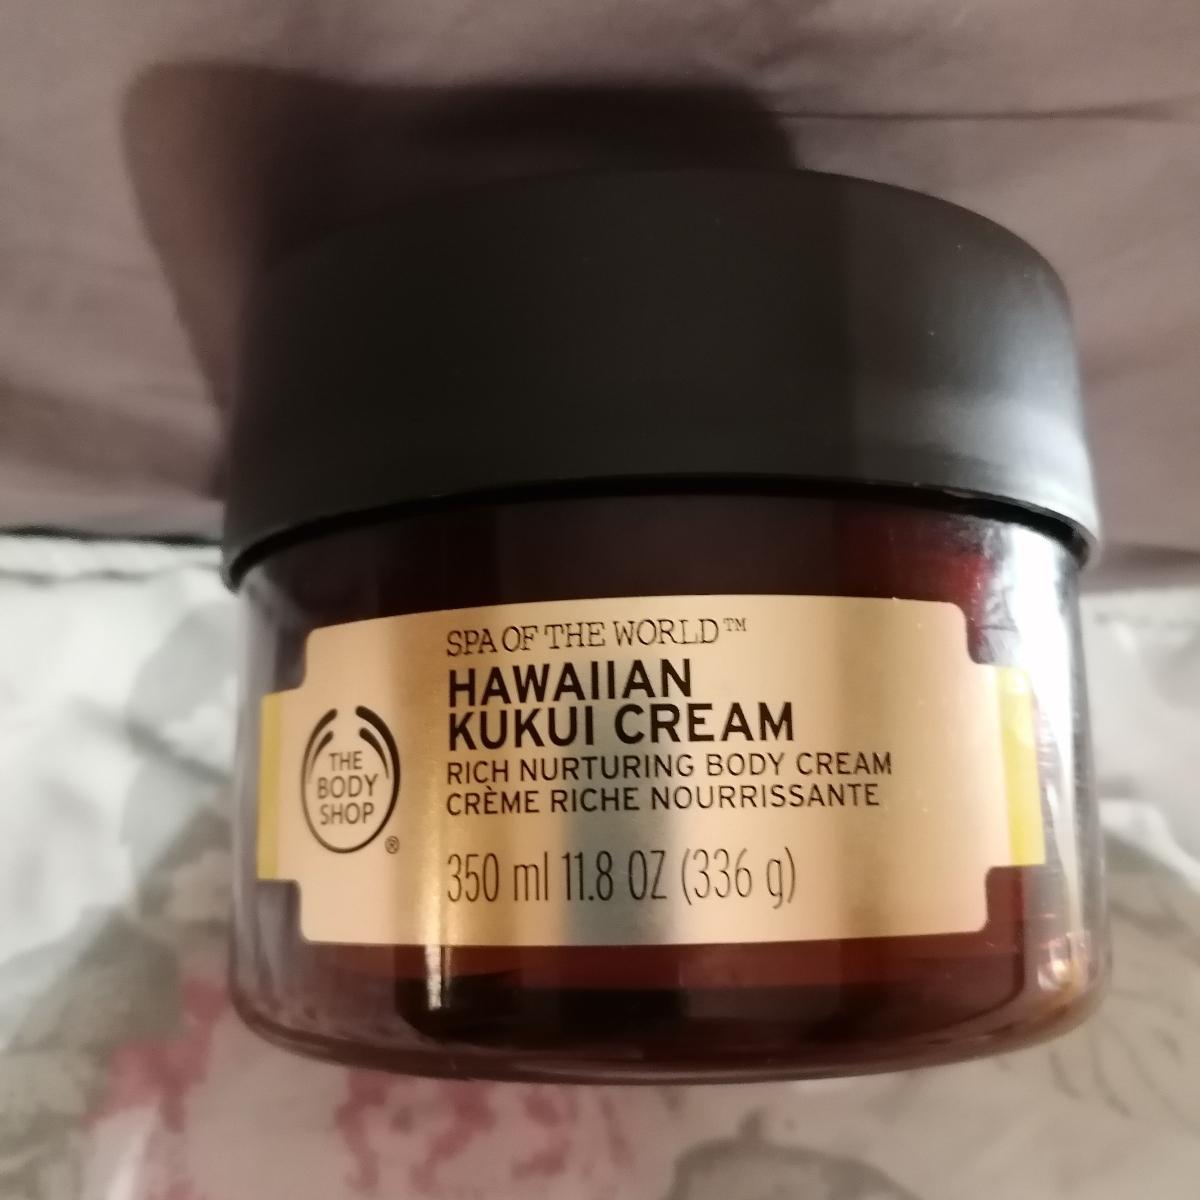 SPA OF THE WORLD™
HAWAIIAN
KUKUI CREAM
RICH NURTURING BODY CREAM
CRÈME RICHE NOURRISSANTE
350 ml 11.8 OZ (336 g)
THE
BODY
SHOP
®